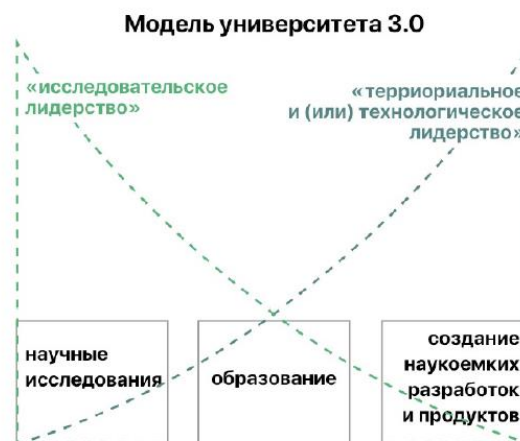 Модель университета 3.0
«исследовательское
лидерство»
«терриориальное
и (или) технологическое
лидерство»
научные
исследования
образование
создание
наукоемких
разработок
и продуктов